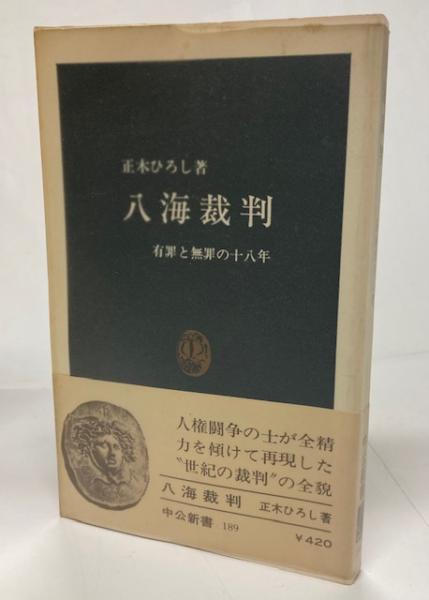 正木ひろし著
八海裁判
有罪と無罪の十八年
人権闘争の士が全精
力を傾けて再現した
〝世紀の裁判〟の全貌
八海裁判 正木ひろし著
中公新書 189
¥420